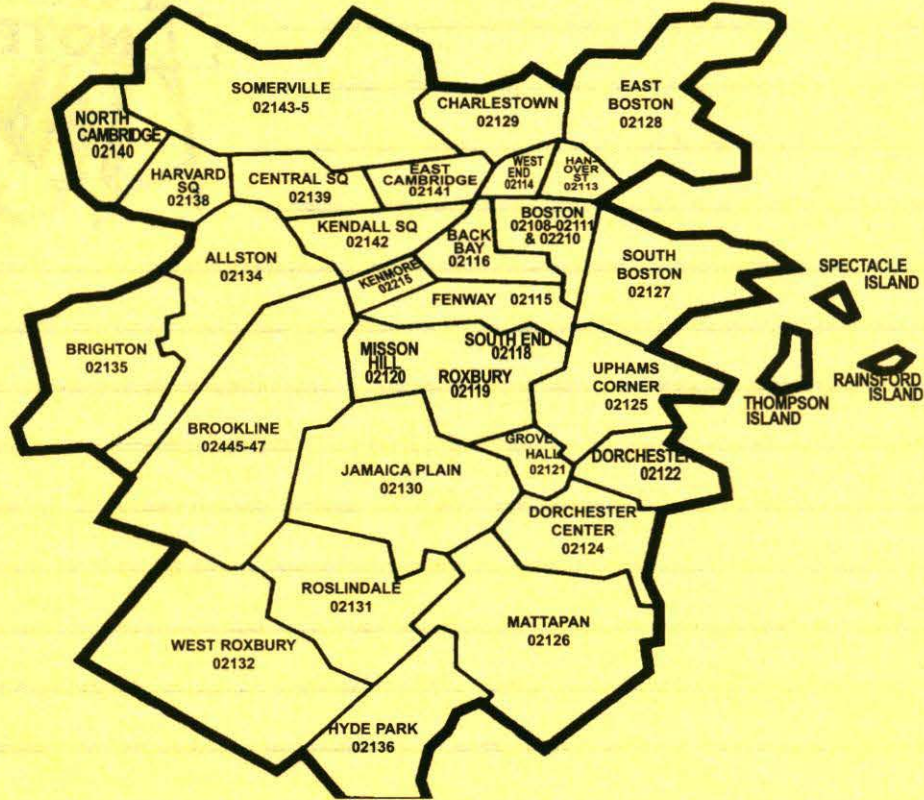 SOMERVILLE
02143-5
CHARLESTOWN
02129
EAST
BOSTON
02128
NORTH
CAMBRIDGE
02140
HARVARD
SQ
02138
CENTRAL SQ
02139
EAST
CAMBRIDGE
02141
WEST
END
02114
HAN-
OVER
ST
02113
KENDALL SQ
02142
BACK
BAY
02116
BOSTON
02108-02111
& 02210
ALLSTON
02134
KENMORE
02215
SOUTH
BOSTON
02127
SPECTACLE
ISLAND
FENWAY 02115
BRIGHTON
02135
MISSON
HILL
02120
SOUTH END
02118
ROXBURY
02119
UPHAMS
CORNER
02125
THOMPSON
ISLAND
RAINSFORD
ISLAND
BROOKLINE
02445-47
JAMAICA PLAIN
02130
GROVE
HALL
02121
DORCHESTER
02122
DORCHESTER
CENTER
02124
ROSLINDALE
02131
MATTAPAN
02126
WEST ROXBURY
02132
HYDE PARK
02136